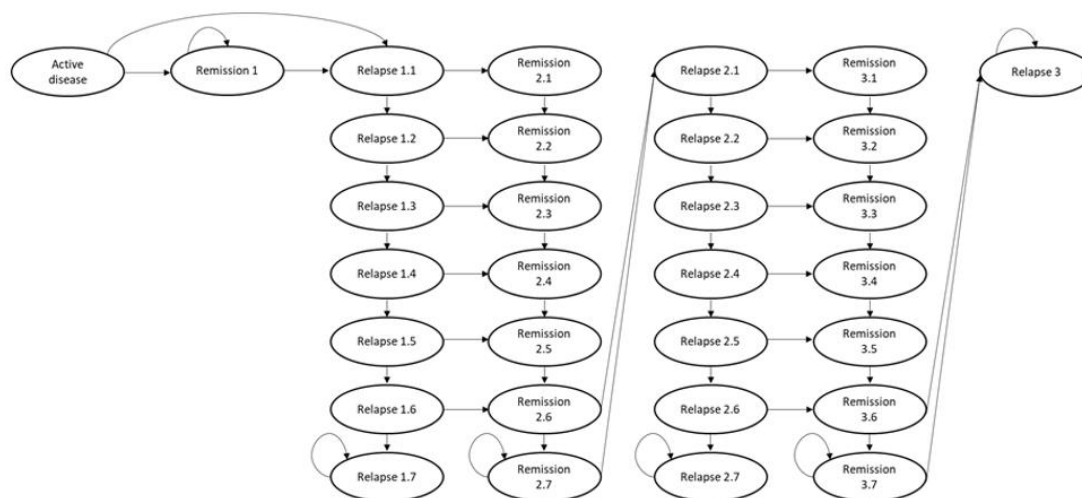 Active
disease
Remission 1
Relapse 1.1
Remission
2.1
Relapse 2.1
Remission
3.1
Relapse 3
Relapse 1.2
Remission
2.2
Relapse 2.2
Remission
3.2
Relapse 1.3
Remission
2.3
Relapse 2.3
Remission
3.3
Relapse 1.4
Remission
2.4
Relapse 2.4
Remission
3.4
Relapse 1.5
Remission
2.5
Relapse 2.5
Remission
3.5
Relapse 1.6
Remission
2.6
Relapse 2.6
Remission
3.6
Relapse 1.7
Remission
2.7
Relapse 2.7
Remission
3.7